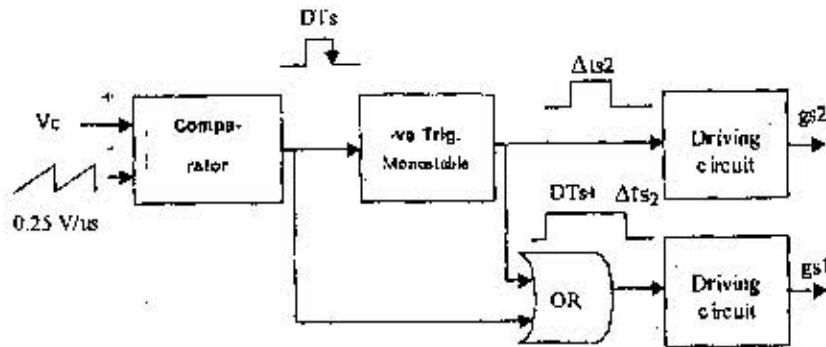 DTs
Δts2
gs2
+
Vc
-
Compa-
rator
-ve Trig.
Monostable
Driving
circuit
0.25 V/us
DTs+ Δts2
gs1
OR
Driving
circuit